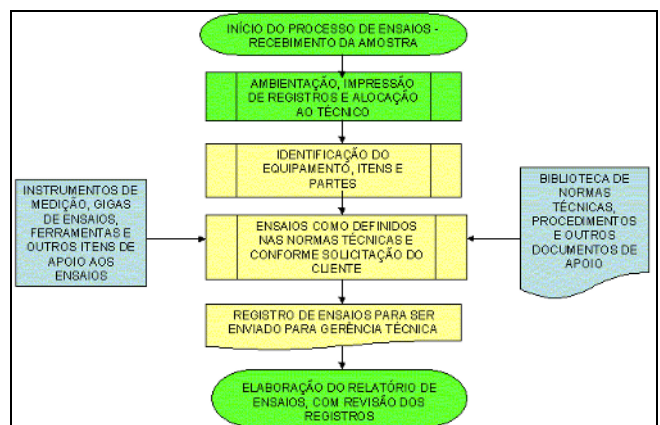 INÍCIO DO PROCESSO DE ENSAIOS -
RECEBIMENTO DA AMOSTRA
AMBIENTAÇÃO, IMPRESSÃO
DE REGISTROS E ALOCAÇÃO
AO TÉCNICO
IDENTIFICAÇÃO DO
EQUIPAMENTO, ITENS E
PARTES
INSTRUMENTOS DE
MEDIÇÃO, GIGAS
DE ENSAIOS,
FERRAMENTAS E
OUTROS ITENS DE
APOIO AOS
ENSAIOS
ENSAIOS COMO DEFINIDOS
NAS NORMAS TÉCNICAS E
CONFORME SOLICITAÇÃO DO
CLIENTE
BIBLIOTECA DE
NORMAS
TÉCNICAS,
PROCEDIMENTOS
E OUTROS
DOCUMENTOS DE
APOIO
REGISTRO DE ENSAIOS PARA SER
ENVIADO PARA GERÊNCIA TÉCNICA
ELABORAÇÃO DO RELATÓRIO DE
ENSAIOS, COM REVISÃO DOS
REGISTROS